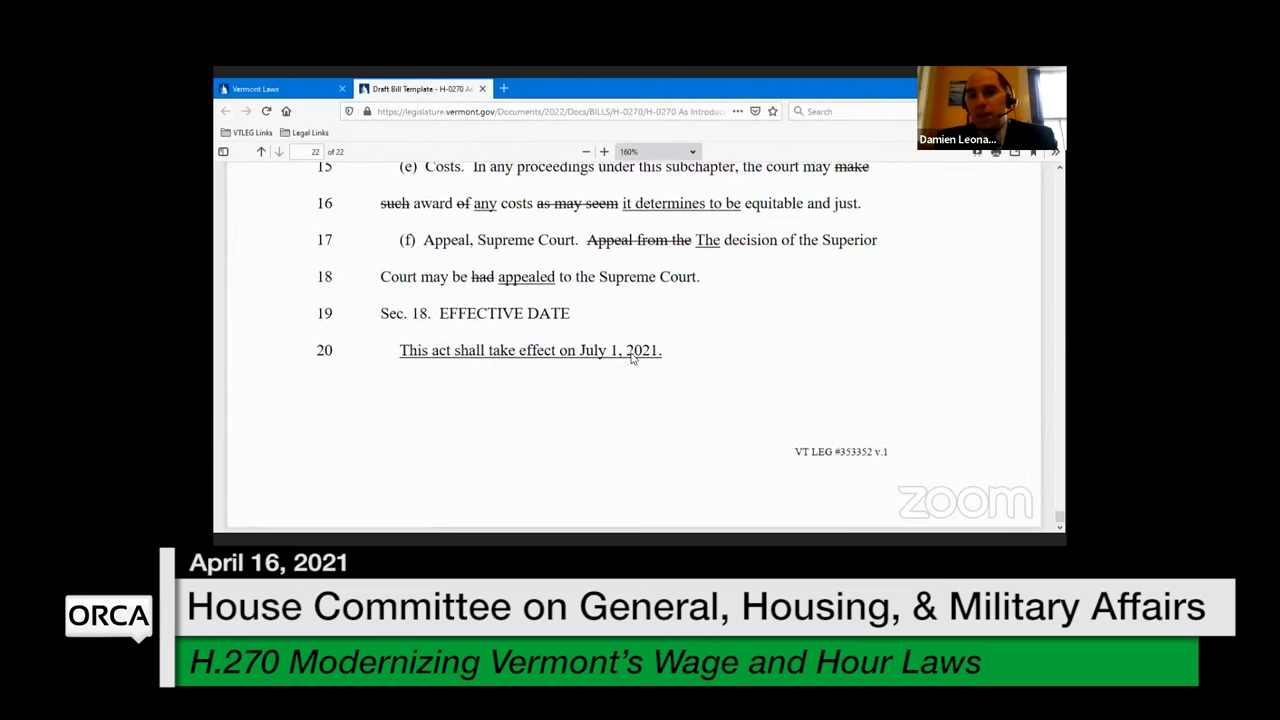 Vermont Laws
Draft Bill Template - H-0270 As
https://legislature.vermont.gov/Documents/2022/Docs/BILLS/H-0270/H-0270 As Introduc
Search
VTLEG Links Legal Links
22 of 22
160%
Damien Leona...
15 (e) Costs. In any proceedings under this subchapter, the court may make
16 such award of any costs as may seem it determines to be equitable and just.
17 (f) Appeal, Supreme Court. Appeal from the The decision of the Superior
18 Court may be had appealed to the Supreme Court.
19 Sec. 18. EFFECTIVE DATE
20 This act shall take effect on July 1, 2021.
VT LEG #353352 v.1
zoom
April 16, 2021
ORCA
House Committee on General, Housing, & Military Affairs
H.270 Modernizing Vermont's Wage and Hour Laws